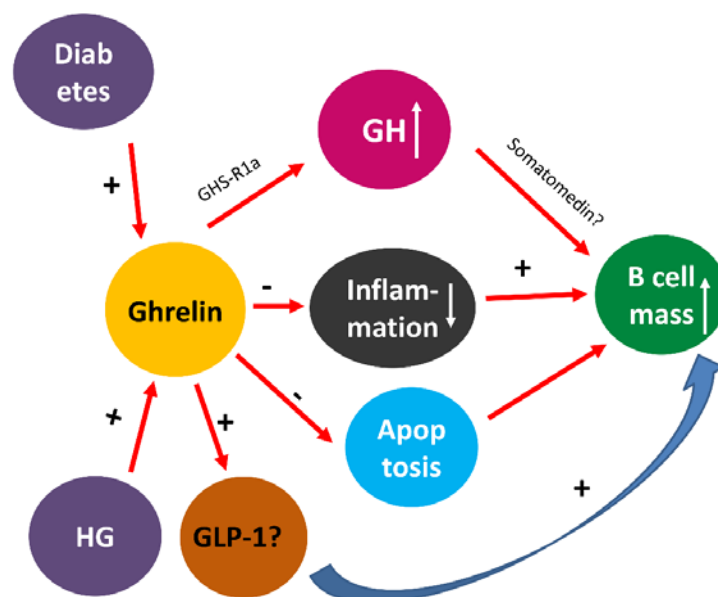 Diab
etes
+
GHS-R1a
GH
Somatomedin?
Ghrelin
-
Inflam-
mation
+
B cell
mass
-
Apop
tosis
+
+
HG
GLP-1?
+